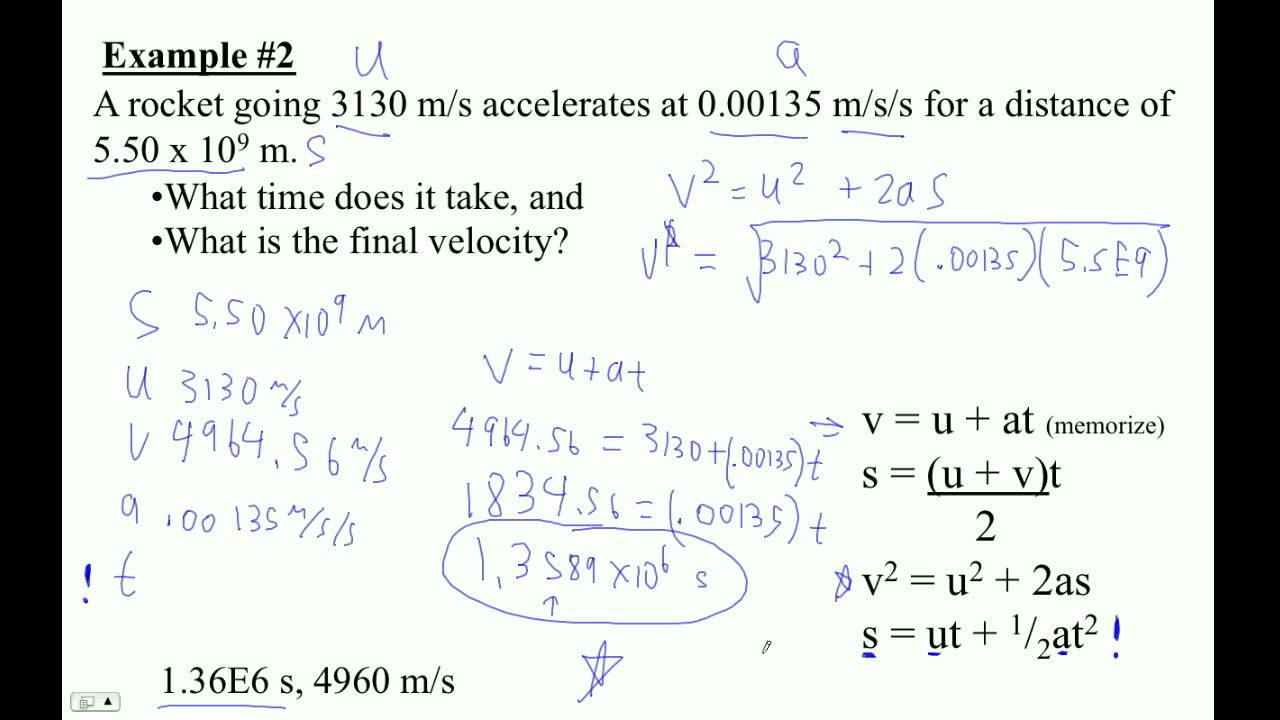 Example #2
u
a
A rocket going 3130 m/s accelerates at 0.00135 m/s/s for a distance of
5.50 x 10⁹ m. s
•What time does it take, and
•What is the final velocity?
v² = u² + 2as
v = √3130² + 2(.00135)(5.5E9)
S 5.50 x10⁹ m
u 3130 m/s
v 4964.56 m/s
a .00135 m/s/s
! t
v = u + at
4964.56 = 3130 + (.00135)t
1834.56 = (.00135)t
1.3589 x10⁶ s
↑
⇒ v = u + at (memorize)
s = (u + v)t
2
☆ v² = u² + 2as
s = ut + ¹/₂at² !
☆
1.36E6 s, 4960 m/s